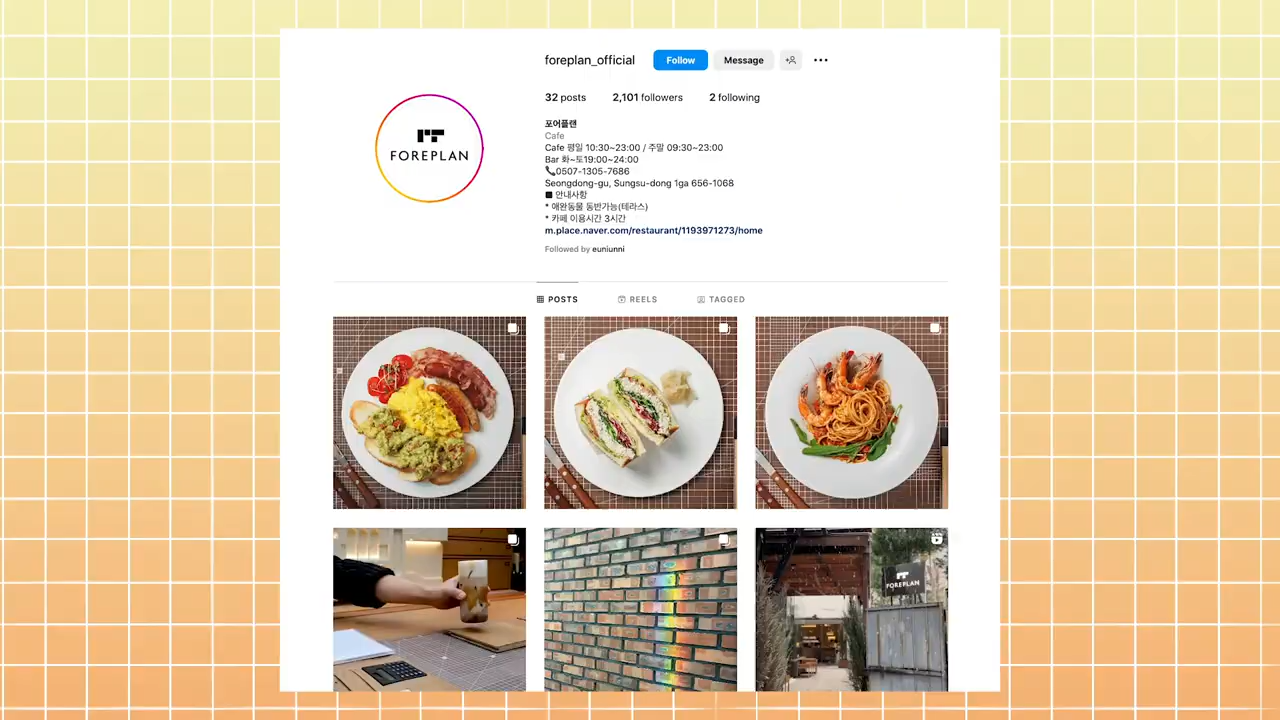 foreplan_official
Follow
Message
32 posts
2,101 followers
2 following
FOREPLAN
포어플랜
Cafe
Cafe 평일 10:30~23:00 / 주말 09:30~23:00
Bar 화~토19:00~24:00
📞0507-1305-7686
Seongdong-gu, Sungsu-dong 1ga 656-1068
■ 안내사항
* 애완동물 동반가능(테라스)
* 카페 이용시간 3시간
m.place.naver.com/restaurant/1193971273/home
Followed by euniunni
POSTS
REELS
TAGGED
FOREPLAN